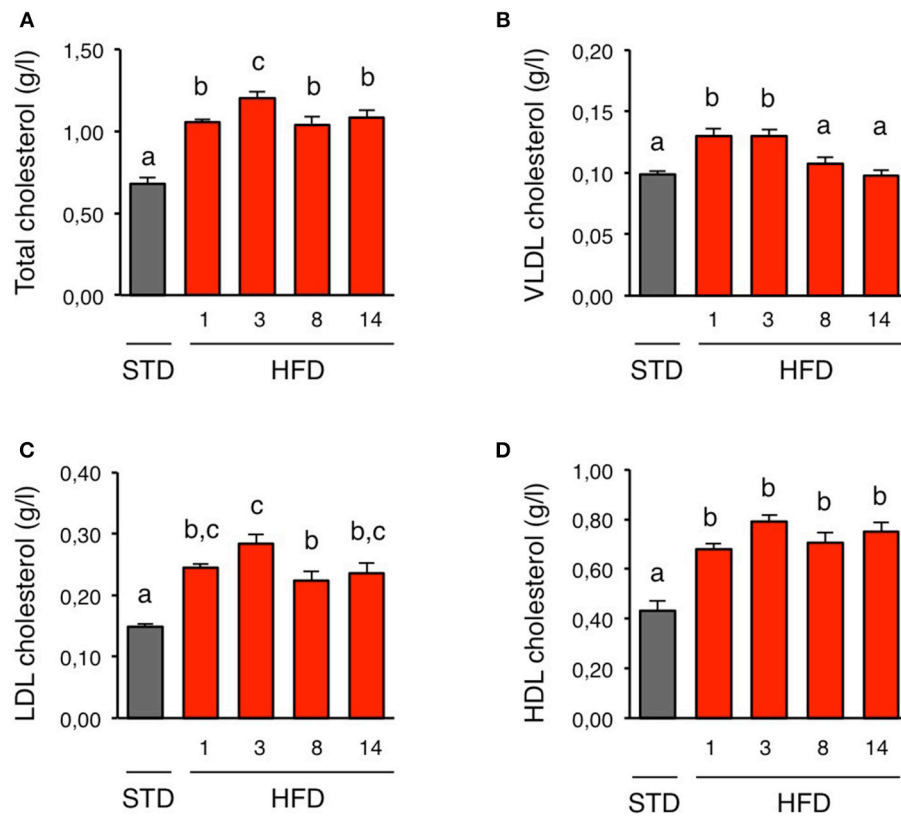 A
Total cholesterol (g/l)
1,50
1,00
0,50
0,00
a
b
c
b
b
1
3
8
14
STD
HFD
B
VLDL cholesterol (g/l)
0,20
0,15
0,10
0,05
0,00
a
b
b
a
a
1
3
8
14
STD
HFD
C
LDL cholesterol (g/l)
0,40
0,30
0,20
0,10
0,00
a
b,c
c
b
b,c
1
3
8
14
STD
HFD
D
HDL cholesterol (g/l)
1,00
0,80
0,60
0,40
0,20
0,00
a
b
b
b
b
1
3
8
14
STD
HFD